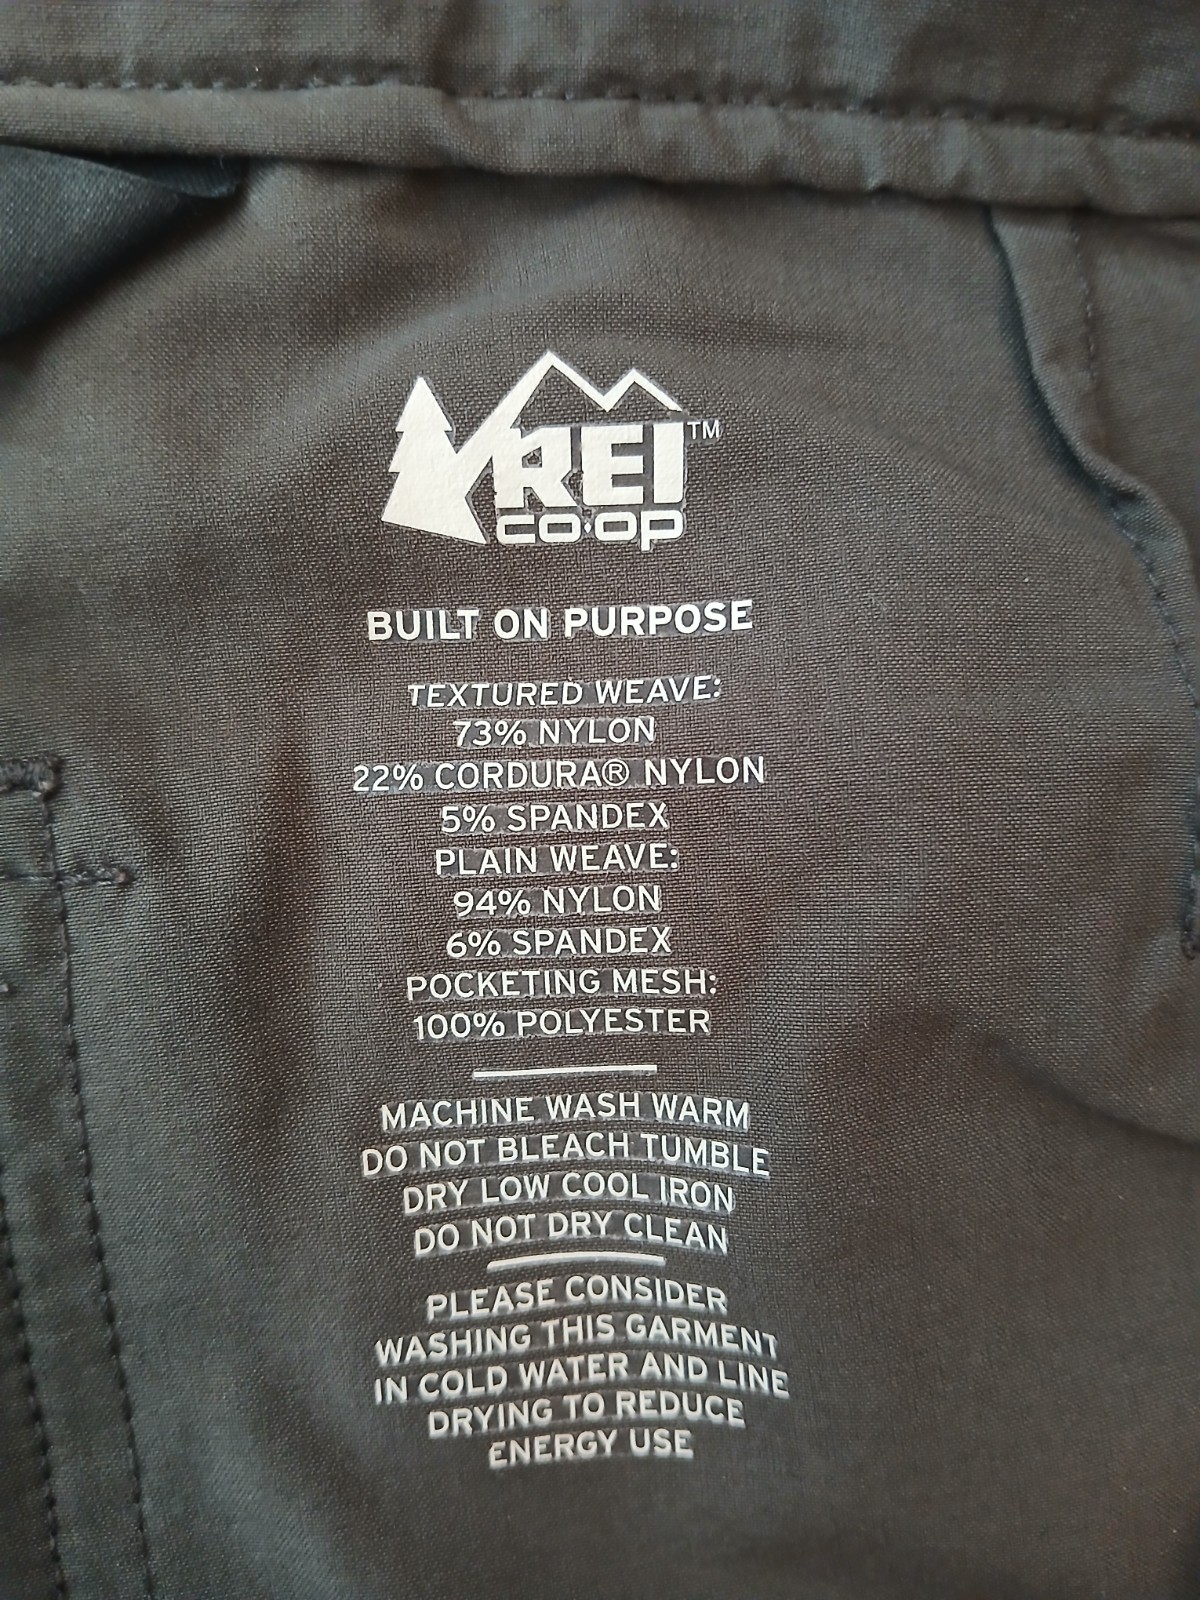 REI™
co·op
BUILT ON PURPOSE
TEXTURED WEAVE:
73% NYLON
22% CORDURA® NYLON
5% SPANDEX
PLAIN WEAVE:
94% NYLON
6% SPANDEX
POCKETING MESH:
100% POLYESTER
MACHINE WASH WARM
DO NOT BLEACH TUMBLE
DRY LOW COOL IRON
DO NOT DRY CLEAN
PLEASE CONSIDER
WASHING THIS GARMENT
IN COLD WATER AND LINE
DRYING TO REDUCE
ENERGY USE